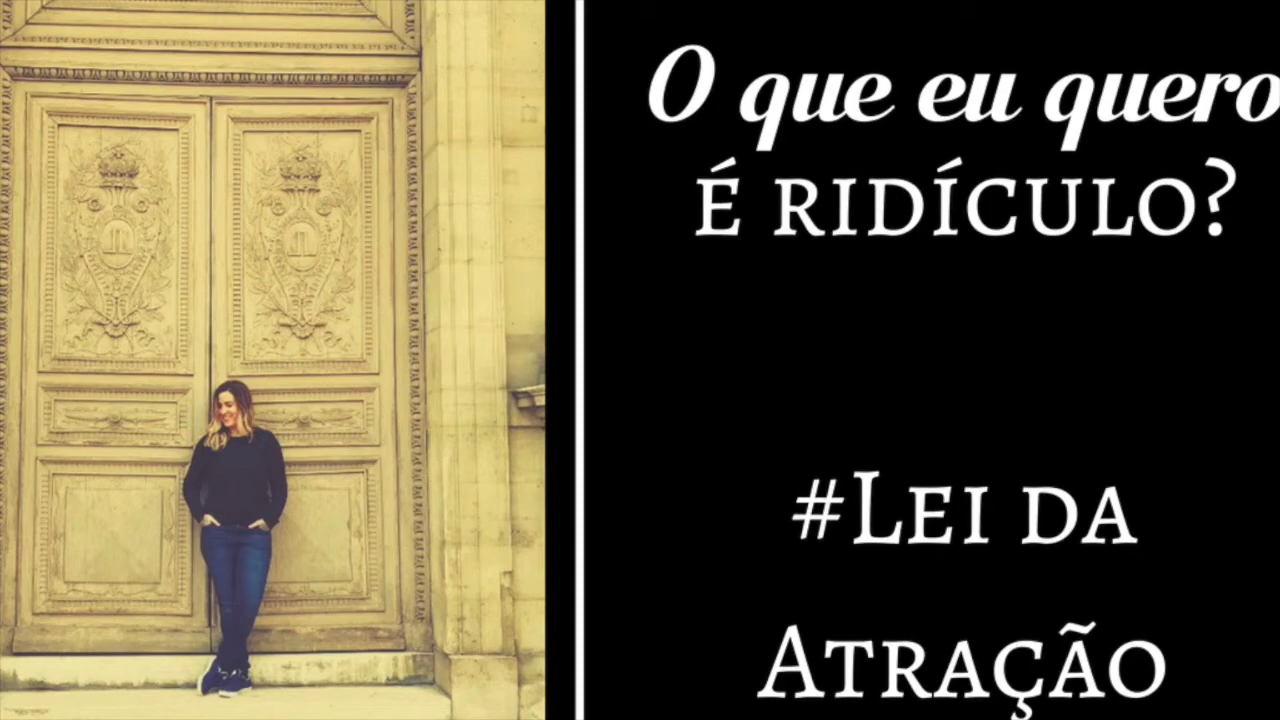 O que eu quero
É RIDÍCULO?
#LEI DA
ATRAÇÃO